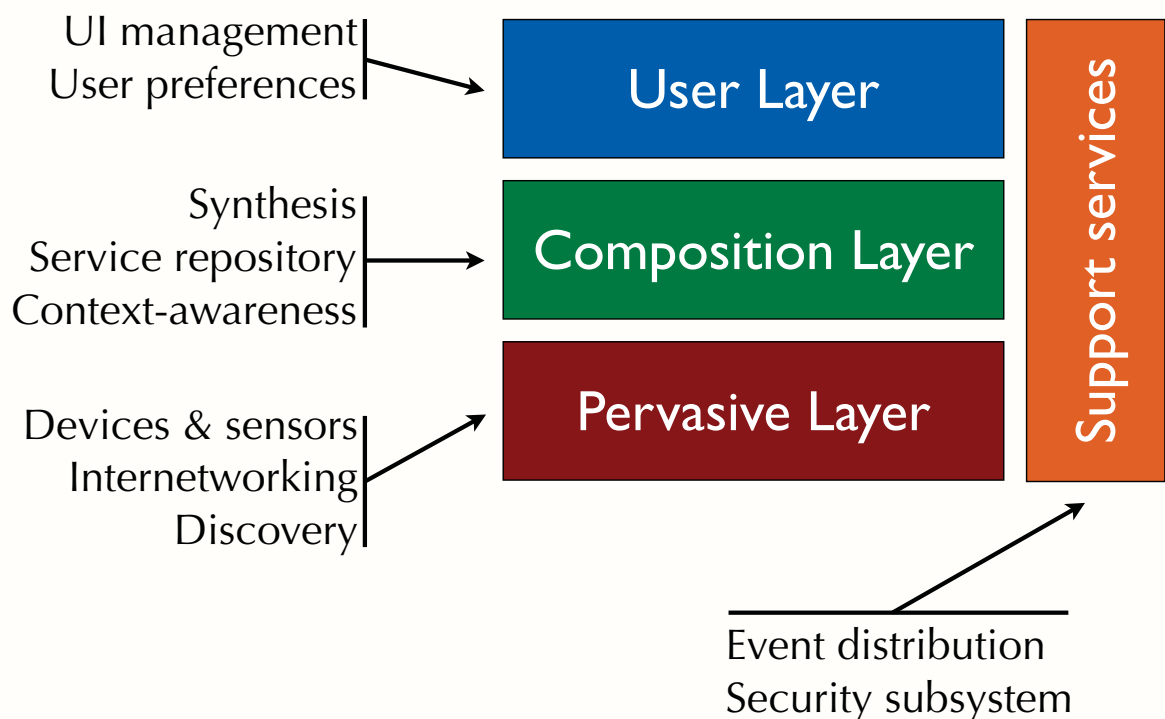 UI management
User preferences
User Layer
Synthesis
Service repository
Context-awareness
Composition Layer
Devices & sensors
Internetworking
Discovery
Pervasive Layer
Support services
Event distribution
Security subsystem